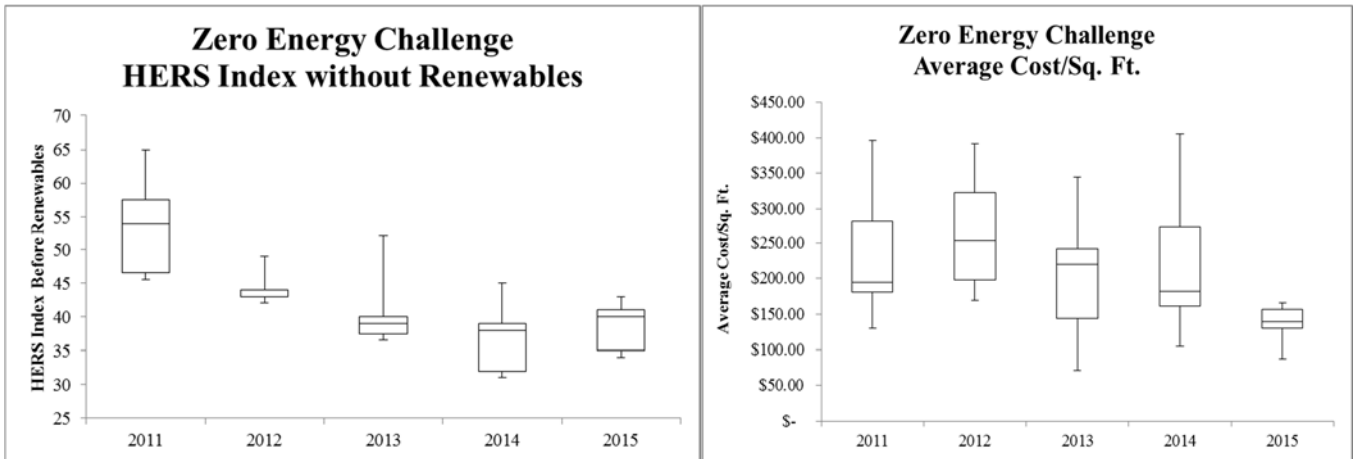 Zero Energy Challenge
HERS Index without Renewables
HERS Index Before Renewables
70
65
60
55
50
45
40
35
30
25
2011 2012 2013 2014 2015
Zero Energy Challenge
Average Cost/Sq. Ft.
Average Cost/Sq. Ft.
$450.00
$400.00
$350.00
$300.00
$250.00
$200.00
$150.00
$100.00
$50.00
$-
2011 2012 2013 2014 2015